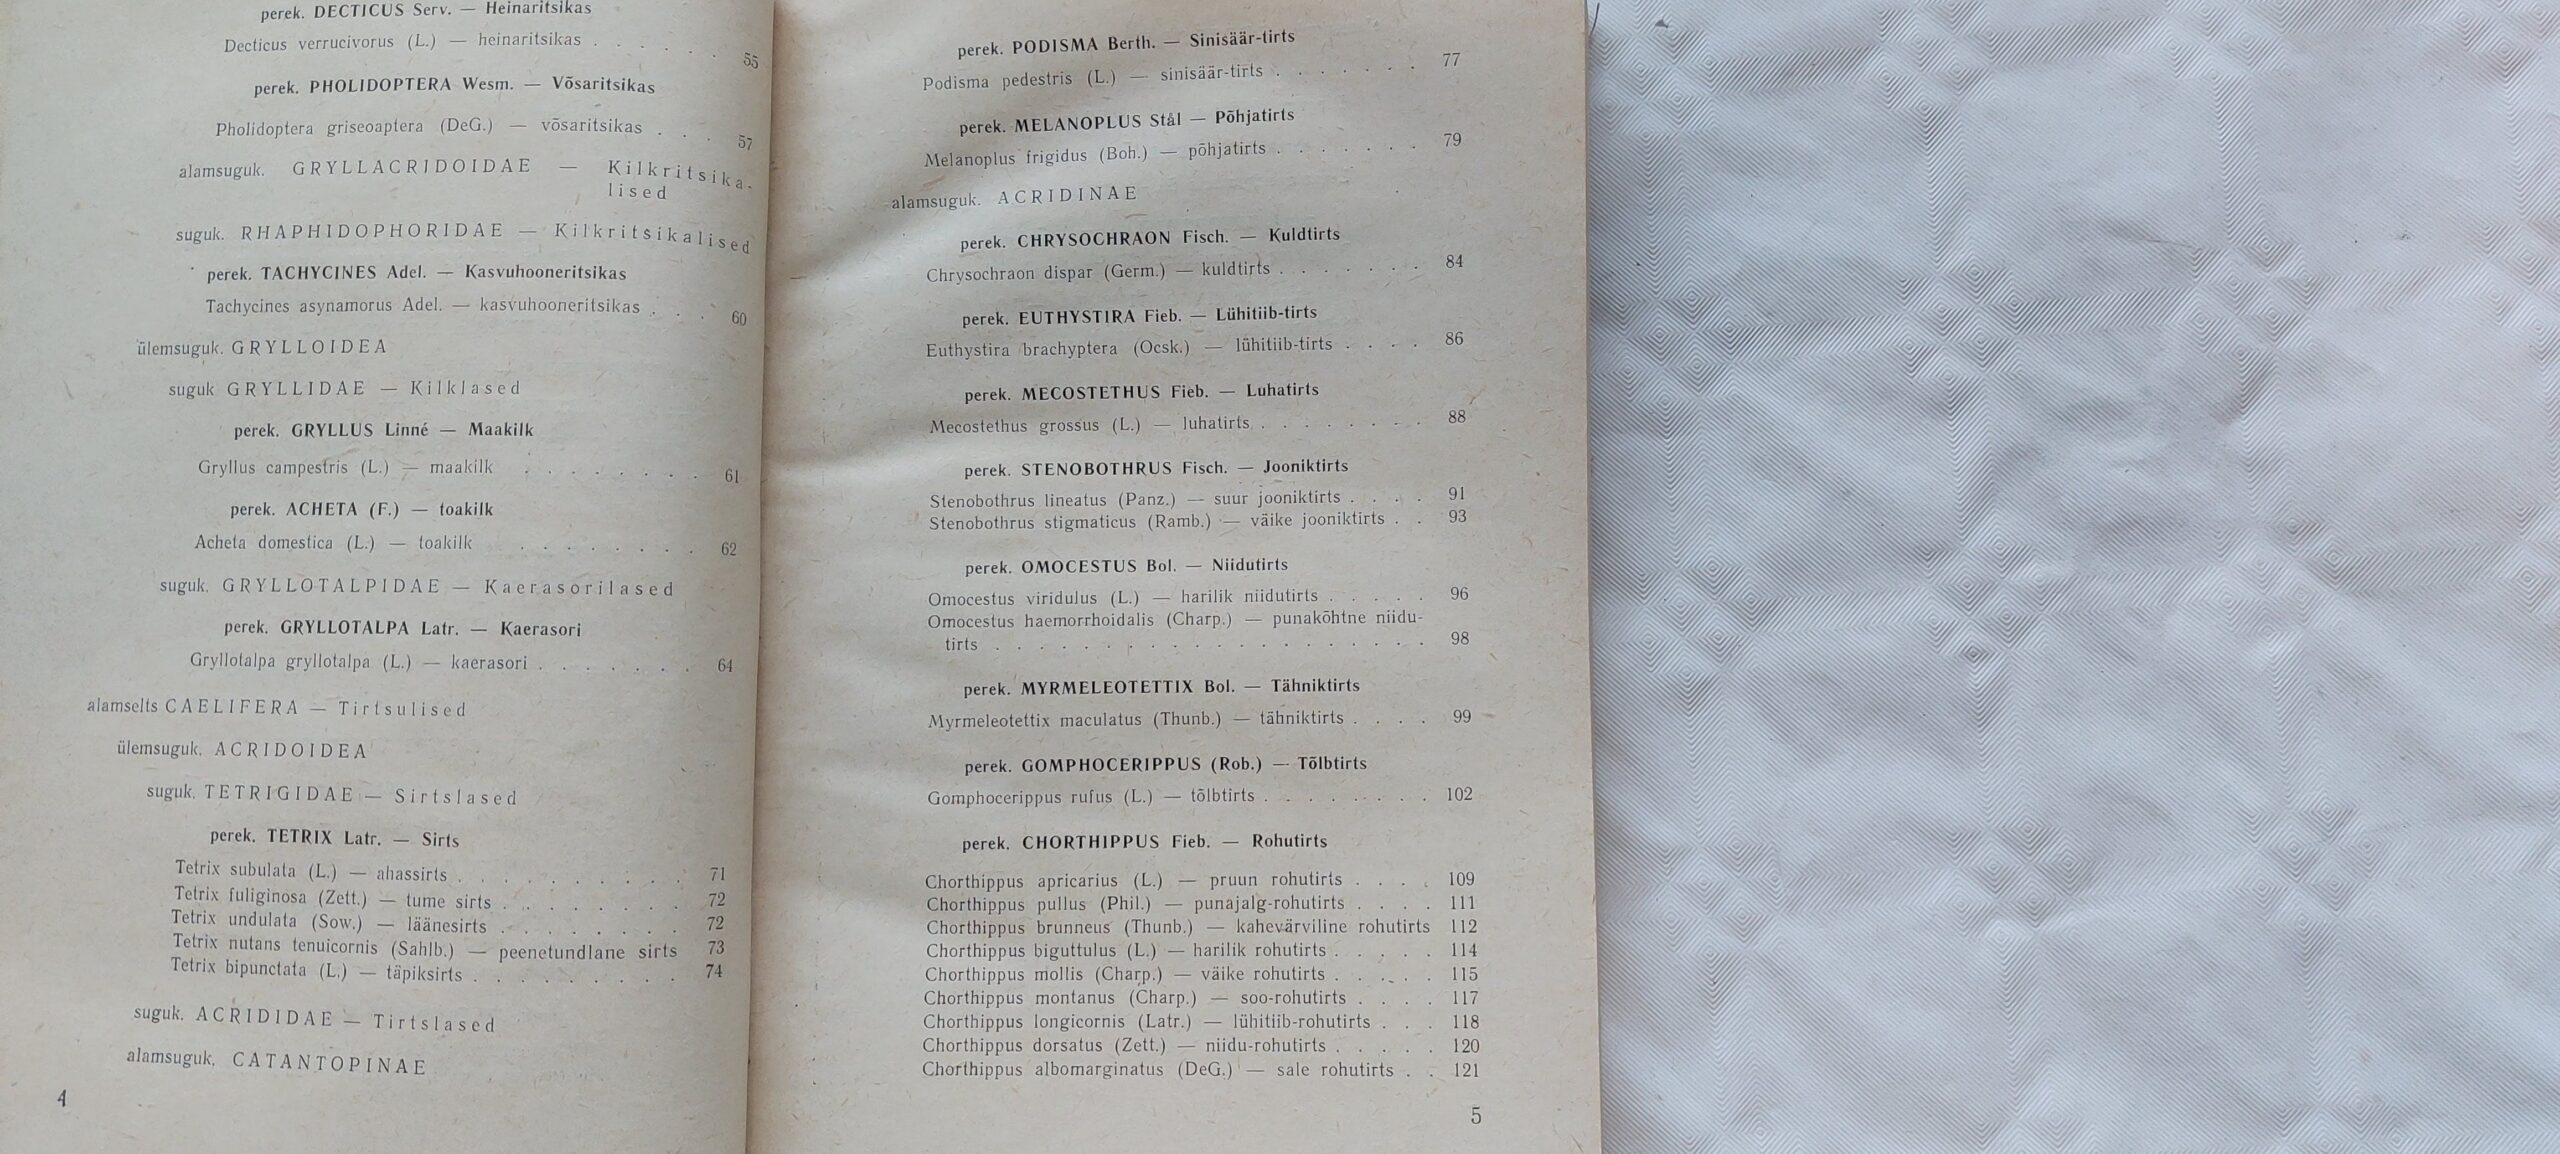 perek. DECTICUS Serv. — Heinaritsikas
Decticus verrucivorus (L.) — heinaritsikas . . . . . . 55
perek. PHOLIDOPTERA Wesm. — Võsaritsikas
Pholidoptera griseoaptera (DeG.) — võsaritsikas . . . 57
alamsuguk. GRYLLACRIDOIDAE — Kilkritsika-
lised
suguk. RHAPHIDOPHORIDAE — Kilkritsikalised
perek. TACHYCINES Adel. — Kasvuhooneritsikas
Tachycines asynamorus Adel. — kasvuhooneritsikas . . . 60
ülemsuguk. GRYLLOIDEA
suguk GRYLLIDAE — Kilklased
perek. GRYLLUS Linné — Maakilk
Gryllus campestris (L.) — maakilk . . . . . . . . 61
perek. ACHETA (F.) — toakilk
Acheta domestica (L.) — toakilk . . . . . . . . 62
suguk. GRYLLOTALPIDAE — Kaerasorilased
perek. GRYLLOTALPA Latr. — Kaerasori
Gryllotalpa gryllotalpa (L.) — kaerasori . . . . . . . 64
alamselts CAELIFERA — Tirtsulised
ülemsuguk. ACRIDOIDEA
suguk. TETRIGIDAE — Sirtslased
perek. TETRIX Latr. — Sirts
Tetrix subulata (L.) — ahassirts . . . . . . . . . . 71
Tetrix fuliginosa (Zett.) — tume sirts . . . . . . . . 72
Tetrix undulata (Sow.) — läänesirts . . . . . . . . 72
Tetrix nutans tenuicornis (Sahlb.) — peenetundlane sirts 73
Tetrix bipunctata (L.) — täpiksirts . . . . . . . . . 74
suguk. ACRIDIDAE — Tirtslased
alamsuguk. CATANTOPINAE
4
perek. PODISMA Berth. — Sinisäär-tirts
Podisma pedestris (L.) — sinisäär-tirts . . . . . . . 77
perek. MELANOPLUS Stål — Põhjatirts
Melanoplus frigidus (Boh.) — põhjatirts . . . . . . . 79
alamsuguk. ACRIDINAE
perek. CHRYSOCHRAON Fisch. — Kuldtirts
Chrysochraon dispar (Germ.) — kuldtirts . . . . . . . 84
perek. EUTHYSTIRA Fieb. — Lühitiib-tirts
Euthystira brachyptera (Ocsk.) — lühitiib-tirts . . . . 86
perek. MECOSTETHUS Fieb. — Luhatirts
Mecostethus grossus (L.) — luhatirts . . . . . . . . 88
perek. STENOBOTHRUS Fisch. — Jooniktirts
Stenobothrus lineatus (Panz.) — suur jooniktirts . . . . 91
Stenobothrus stigmaticus (Ramb.) — väike jooniktirts . . 93
perek. OMOCESTUS Bol. — Niidutirts
Omocestus viridulus (L.) — harilik niidutirts . . . . . 96
Omocestus haemorrhoidalis (Charp.) — punakõhtne niidu-
tirts . . . . . . . . . . . . . . . . . . . 98
perek. MYRMELEOTETTIX Bol. — Tähniktirts
Myrmeleotettix maculatus (Thunb.) — tähniktirts . . . . 99
perek. GOMPHOCERIPPUS (Rob.) — Tõlbtirts
Gomphocerippus rufus (L.) — tõlbtirts . . . . . . . . 102
perek. CHORTHIPPUS Fieb. — Rohutirts
Chorthippus apricarius (L.) — pruun rohutirts . . . . 109
Chorthippus pullus (Phil.) — punajalg-rohutirts . . . . 111
Chorthippus brunneus (Thunb.) — kahevärviline rohutirts 112
Chorthippus biguttulus (L.) — harilik rohutirts . . . . . 114
Chorthippus mollis (Charp.) — väike rohutirts . . . . . 115
Chorthippus montanus (Charp.) — soo-rohutirts . . . . 117
Chorthippus longicornis (Latr.) — lühitiib-rohutirts . . . 118
Chorthippus dorsatus (Zett.) — niidu-rohutirts . . . . . 120
Chorthippus albomarginatus (DeG.) — sale rohutirts . . 121
5